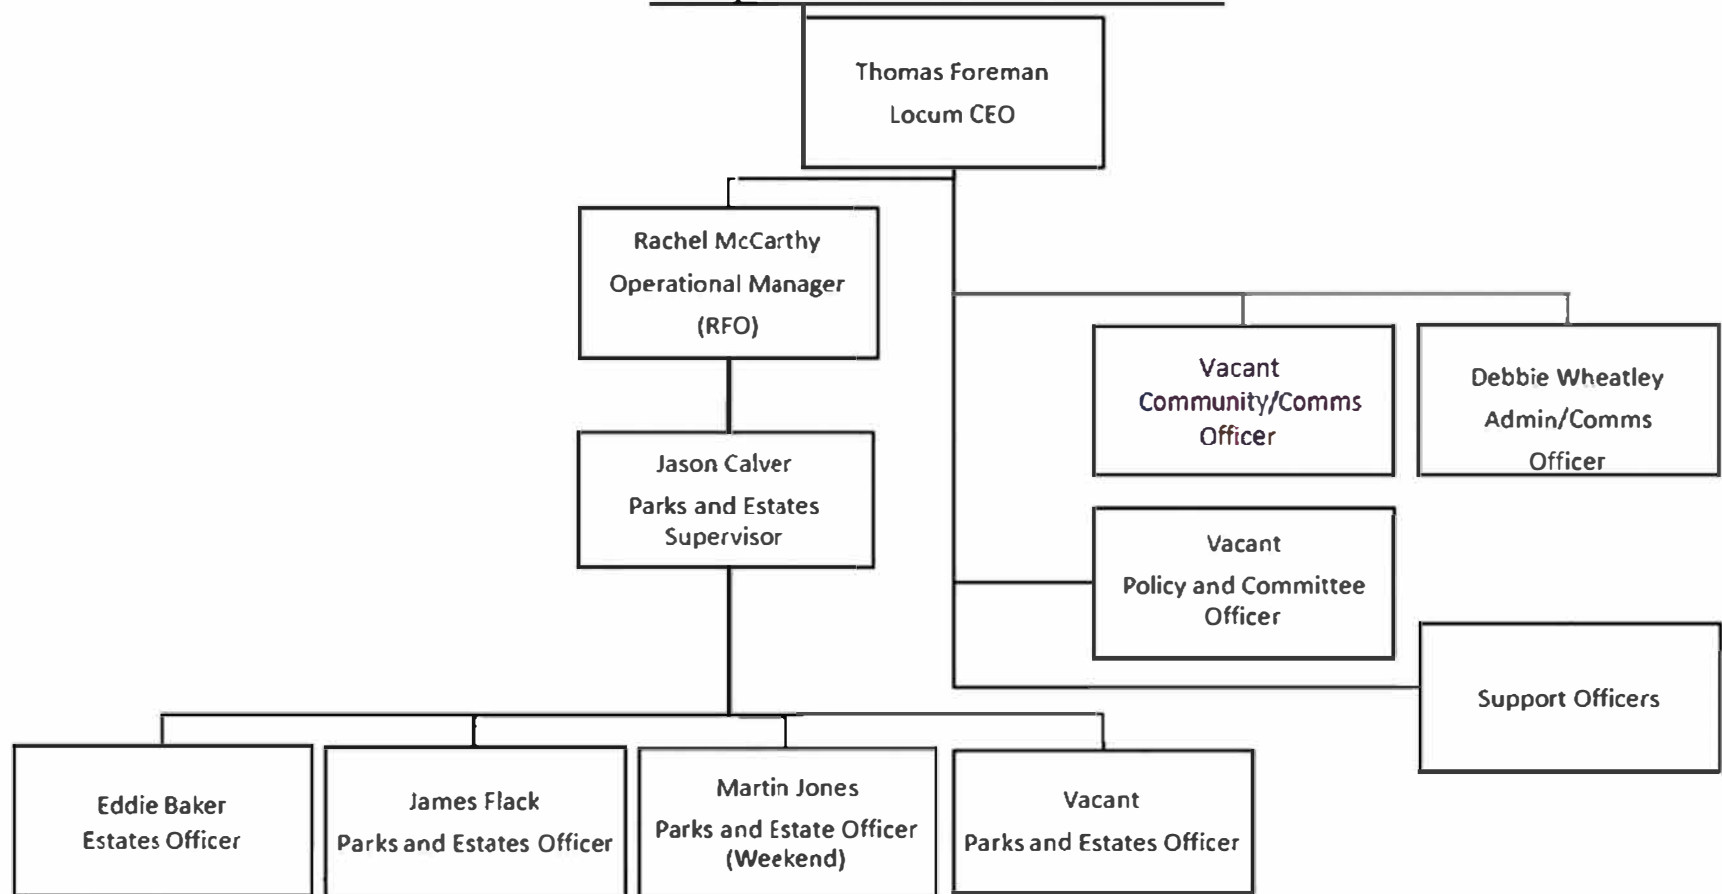 Thomas Foreman
Locum CEO
Rachel McCarthy
Operational Manager
(RFO)
Vacant
Community/Comms
Officer
Debbie Wheatley
Admin/Comms
Officer
Jason Calver
Parks and Estates
Supervisor
Vacant
Policy and Committee
Officer
Support Officers
Eddie Baker
Estates Officer
James Flack
Parks and Estates Officer
Martin Jones
Parks and Estate Officer
(Weekend)
Vacant
Parks and Estates Officer